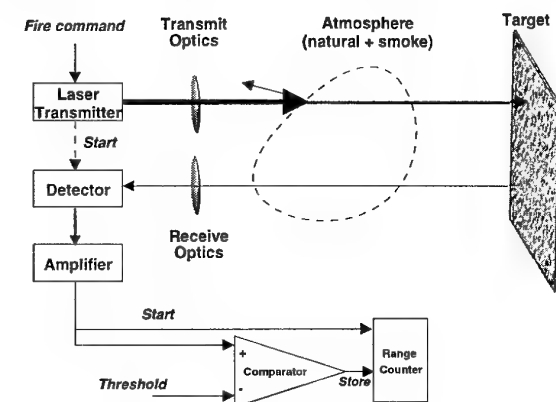 Fire command
Transmit
Optics
Atmosphere
(natural + smoke)
Target
Laser
Transmitter
Start
Detector
Receive
Optics
Amplifier
Start
+
Comparator
-
Store
Range
Counter
Threshold